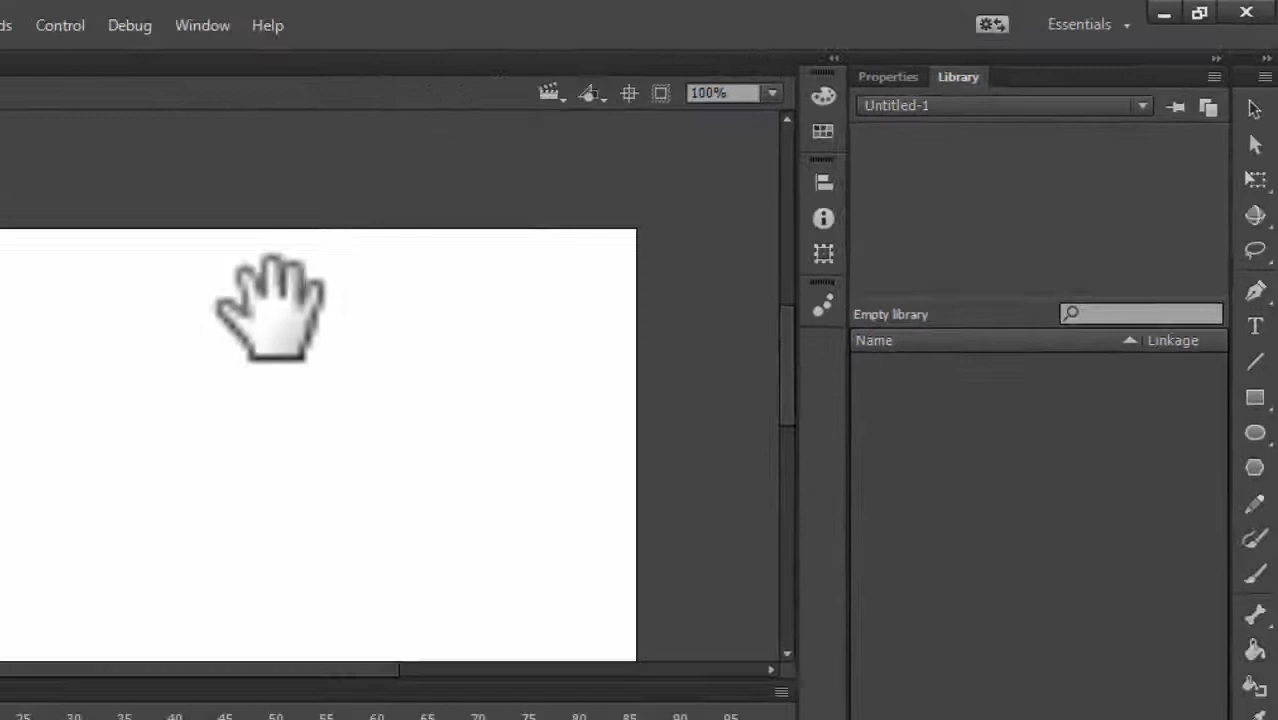 ds Control Debug Window Help Essentials
100%
Properties Library
Untitled-1
Empty library
Name Linkage
25 30 35 40 45 50 55 60 65 70 75 80 85 90 95